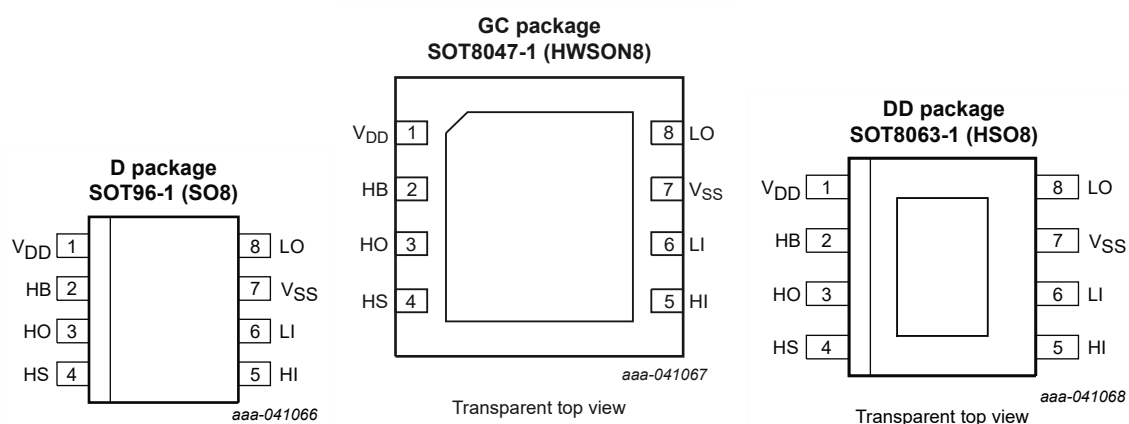 D package
SOT96-1 (SO8)
VDD 1
8 LO
HB 2
7 VSS
HO 3
6 LI
HS 4
5 HI
aaa-041066
GC package
SOT8047-1 (HWSON8)
VDD 1
8 LO
HB 2
7 VSS
HO 3
6 LI
HS 4
5 HI
aaa-041067
Transparent top view
DD package
SOT8063-1 (HSO8)
VDD 1
8 LO
HB 2
7 VSS
HO 3
6 LI
HS 4
5 HI
aaa-041068
Transparent top view